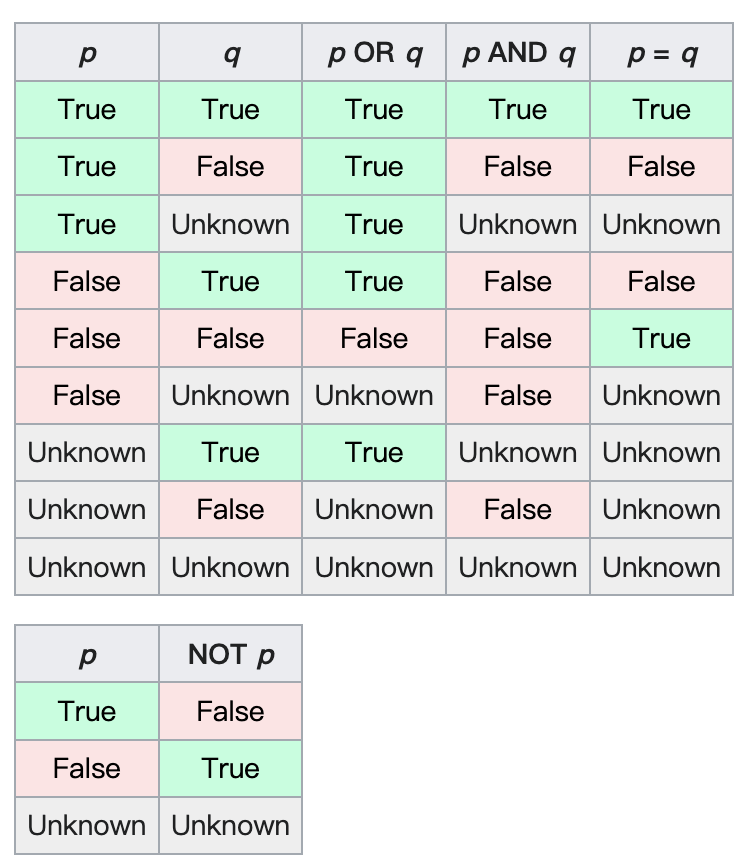 p q p OR q p AND q p = q
True True True True True
True False True False False
True Unknown True Unknown Unknown
False True True False False
False False False False True
False Unknown Unknown False Unknown
Unknown True True Unknown Unknown
Unknown False Unknown False Unknown
Unknown Unknown Unknown Unknown Unknown
p NOT p
True False
False True
Unknown Unknown